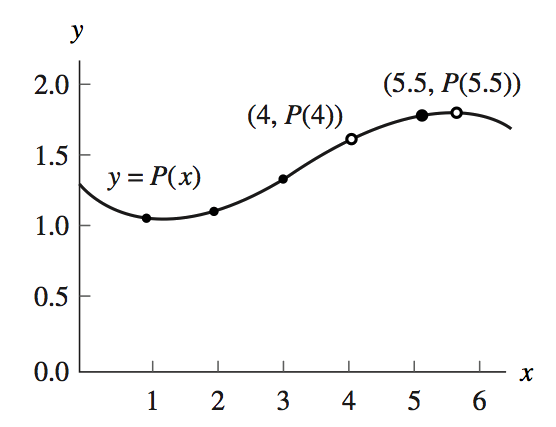 y
2.0
(5.5, P(5.5))
(4, P(4))
1.5
y = P(x)
1.0
0.5
0.0
x
1 2 3 4 5 6